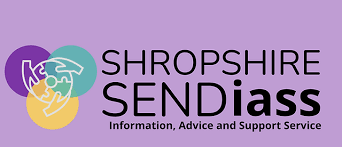 SHROPSHIRE
SENDiass
Information, Advice and Support Service